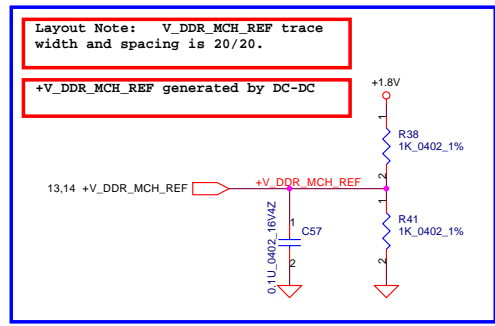 Layout Note: V_DDR_MCH_REF trace
width and spacing is 20/20.
+V_DDR_MCH_REF generated by DC-DC
+1.8V
1
R38
1K_0402_1%
2
13,14 +V_DDR_MCH_REF
+V_DDR_MCH_REF
1
R41
1K_0402_1%
2
1
C57
0.1U_0402_16V4Z
2